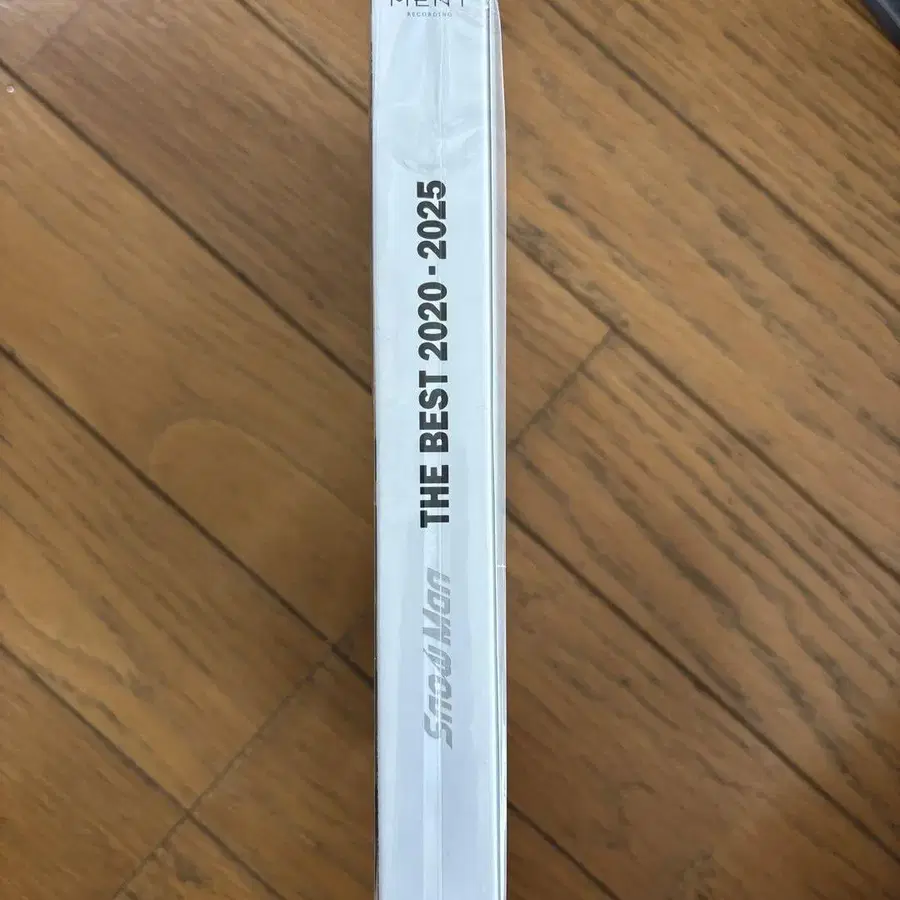 MENT
RECORDING
THE BEST 2020 - 2025
Snow Man